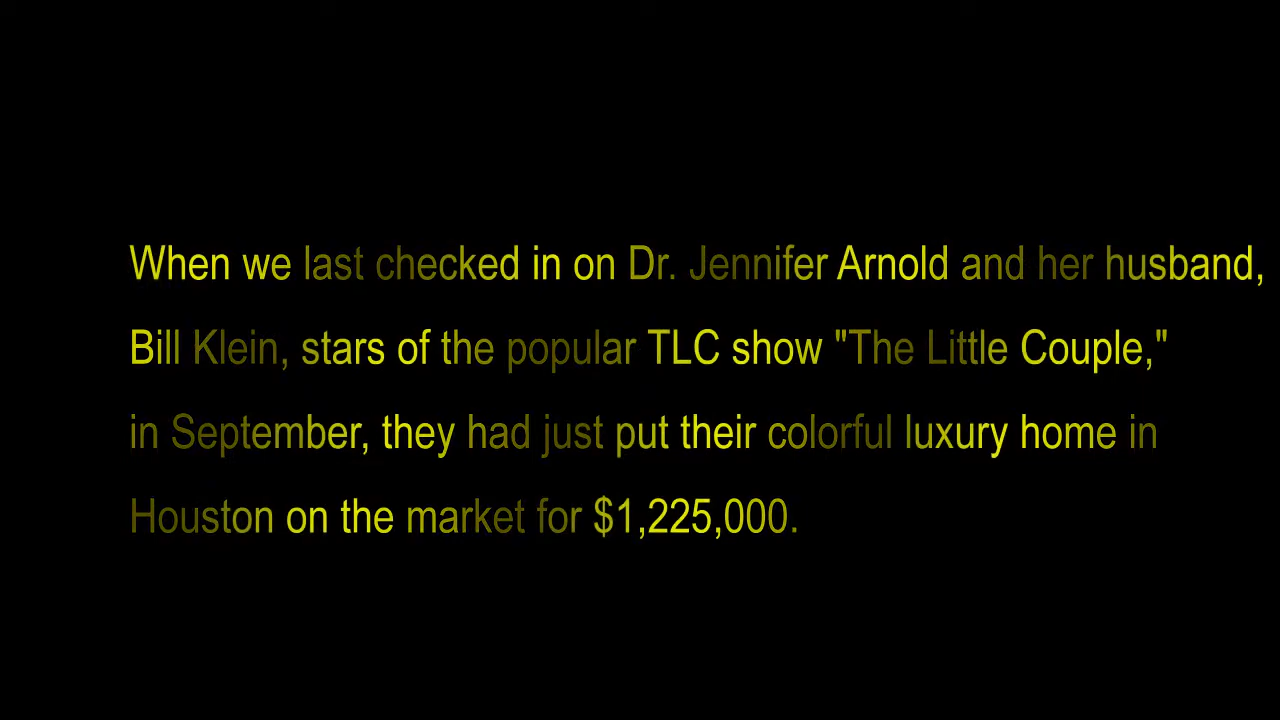 When we last checked in on Dr. Jennifer Arnold and her husband,
Bill Klein, stars of the popular TLC show "The Little Couple,"
in September, they had just put their colorful luxury home in
Houston on the market for $1,225,000.